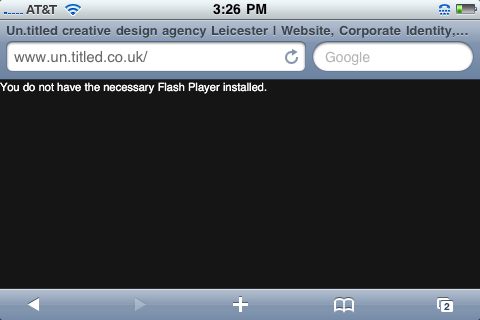 AT&T 3:26 PM
Un.titled creative design agency Leicester | Website, Corporate Identity,...
www.un.titled.co.uk/ Google
You do not have the necessary Flash Player installed.
2